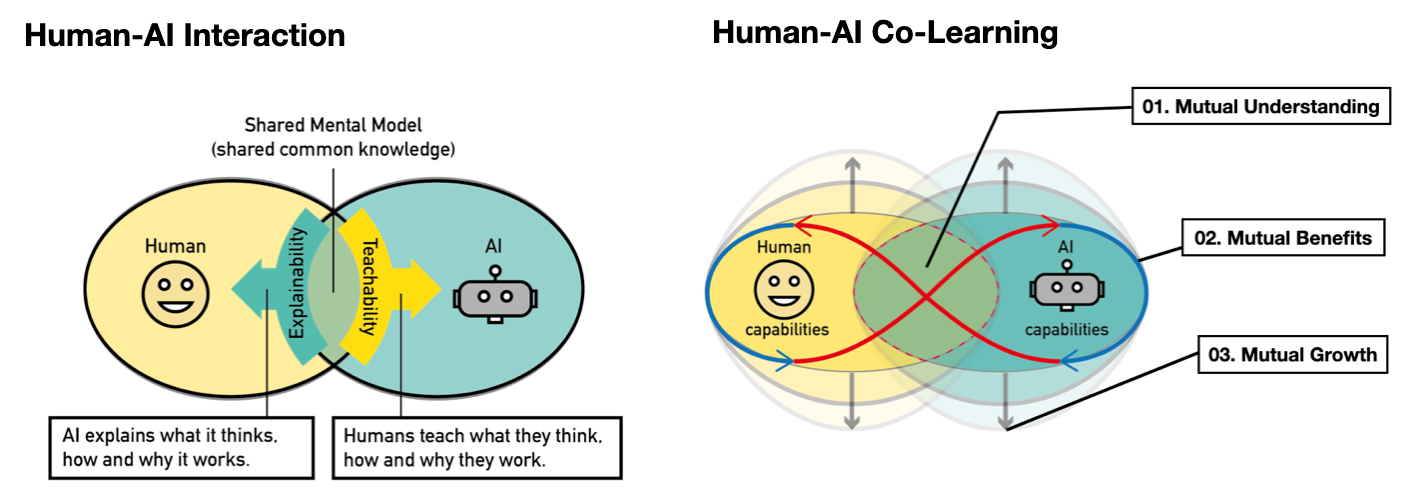 Human-AI Interaction
Shared Mental Model
(shared common knowledge)
Human
AI
Explainability
Teachability
AI explains what it thinks,
how and why it works.
Humans teach what they think,
how and why they work.
Human-AI Co-Learning
01. Mutual Understanding
Human
capabilities
AI
capabilities
02. Mutual Benefits
03. Mutual Growth